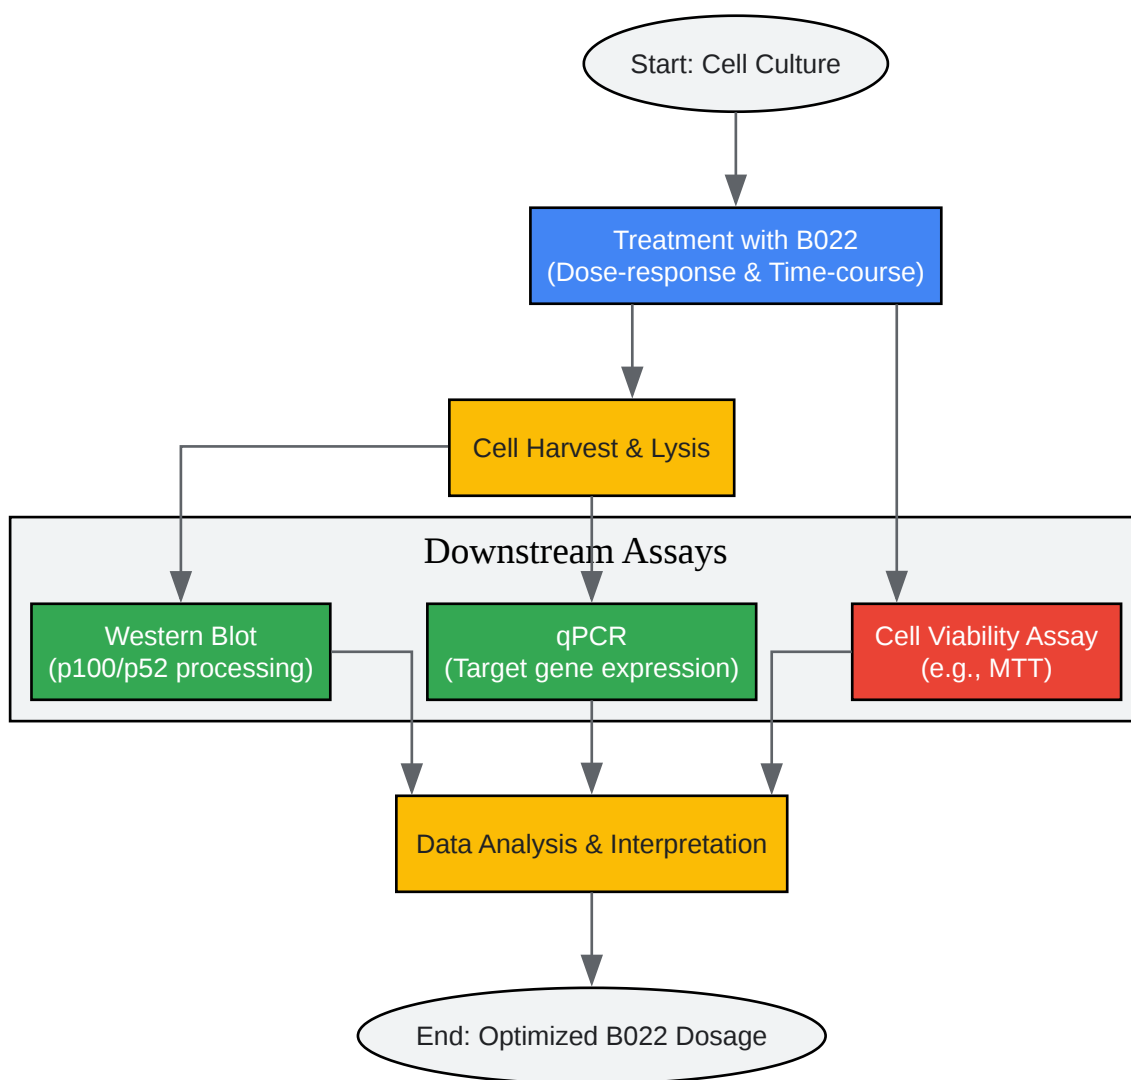 Start: Cell Culture
Treatment with B022
(Dose-response & Time-course)
Cell Harvest & Lysis
Downstream Assays
Western Blot
(p100/p52 processing)
qPCR
(Target gene expression)
Cell Viability Assay
(e.g., MTT)
Data Analysis & Interpretation
End: Optimized B022 Dosage